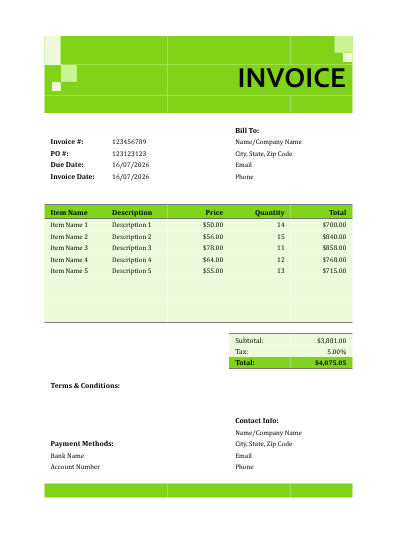 INVOICE
Bill To:
Invoice #: 123456789 Name/Company Name
PO #: 123123123 City, State, Zip Code
Due Date: 16/07/2026 Email
Invoice Date: 16/07/2026 Phone
Item Name Description Price Quantity Total
Item Name 1 Description 1 $50.00 14 $700.00
Item Name 2 Description 2 $56.00 15 $840.00
Item Name 3 Description 3 $78.00 11 $858.00
Item Name 4 Description 4 $64.00 12 $768.00
Item Name 5 Description 5 $55.00 13 $715.00
Subtotal: $3,881.00
Tax: 5.00%
Total: $4,075.05
Terms & Conditions:
Contact Info:
Name/Company Name
Payment Methods: City, State, Zip Code
Bank Name Email
Account Number Phone